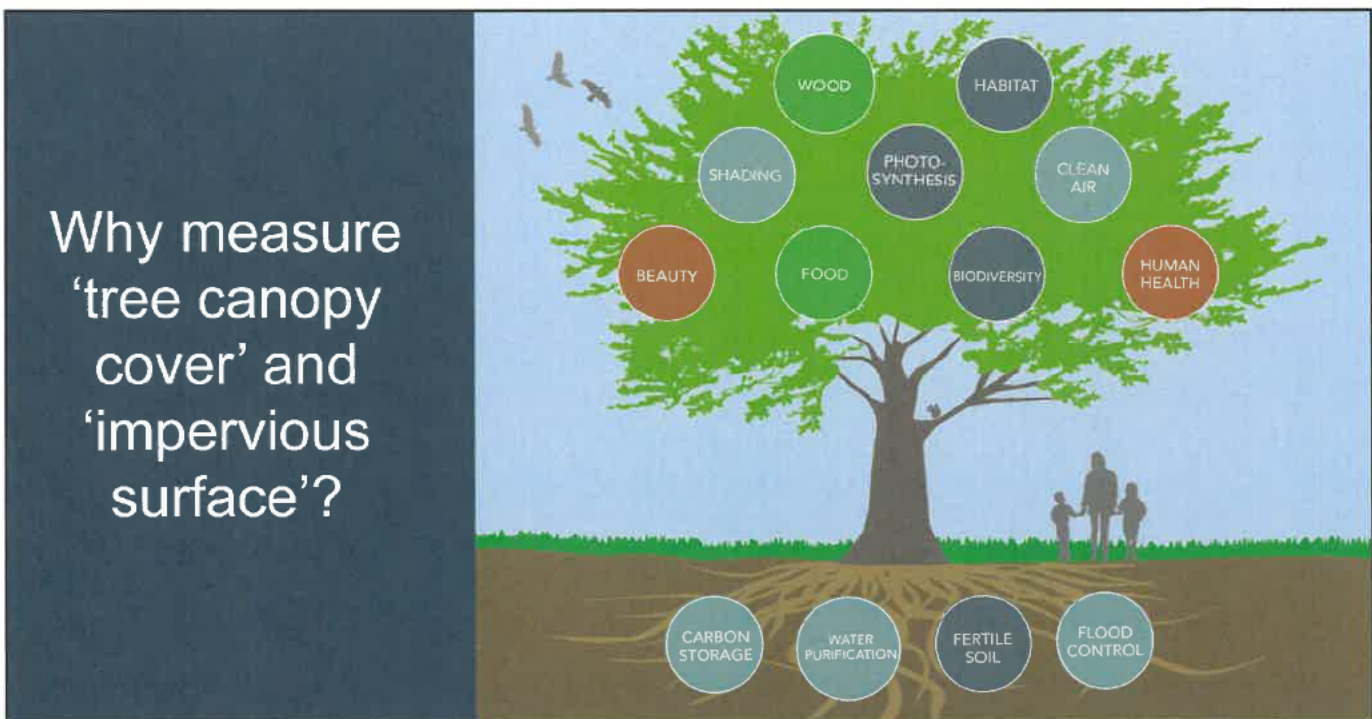 Why measure
‘tree canopy
cover’ and
‘impervious
surface’?
WOOD
HABITAT
SHADING
PHOTO-
SYNTHESIS
CLEAN
AIR
BEAUTY
FOOD
BIODIVERSITY
HUMAN
HEALTH
CARBON
STORAGE
WATER
PURIFICATION
FERTILE
SOIL
FLOOD
CONTROL